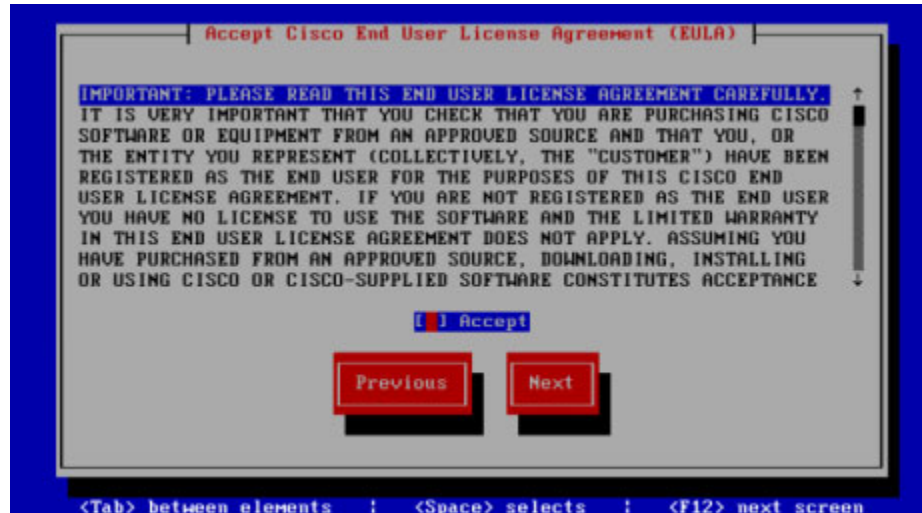 Accept Cisco End User License Agreement (EULA)
IMPORTANT: PLEASE READ THIS END USER LICENSE AGREEMENT CAREFULLY.
IT IS VERY IMPORTANT THAT YOU CHECK THAT YOU ARE PURCHASING CISCO
SOFTWARE OR EQUIPMENT FROM AN APPROVED SOURCE AND THAT YOU, OR
THE ENTITY YOU REPRESENT (COLLECTIVELY, THE "CUSTOMER") HAVE BEEN
REGISTERED AS THE END USER FOR THE PURPOSES OF THIS CISCO END
USER LICENSE AGREEMENT. IF YOU ARE NOT REGISTERED AS THE END USER
YOU HAVE NO LICENSE TO USE THE SOFTWARE AND THE LIMITED WARRANTY
IN THIS END USER LICENSE AGREEMENT DOES NOT APPLY. ASSUMING YOU
HAVE PURCHASED FROM AN APPROVED SOURCE, DOWNLOADING, INSTALLING
OR USING CISCO OR CISCO-SUPPLIED SOFTWARE CONSTITUTES ACCEPTANCE
[ ] Accept
Previous Next
<Tab> between elements | <Space> selects | <F12> next screen